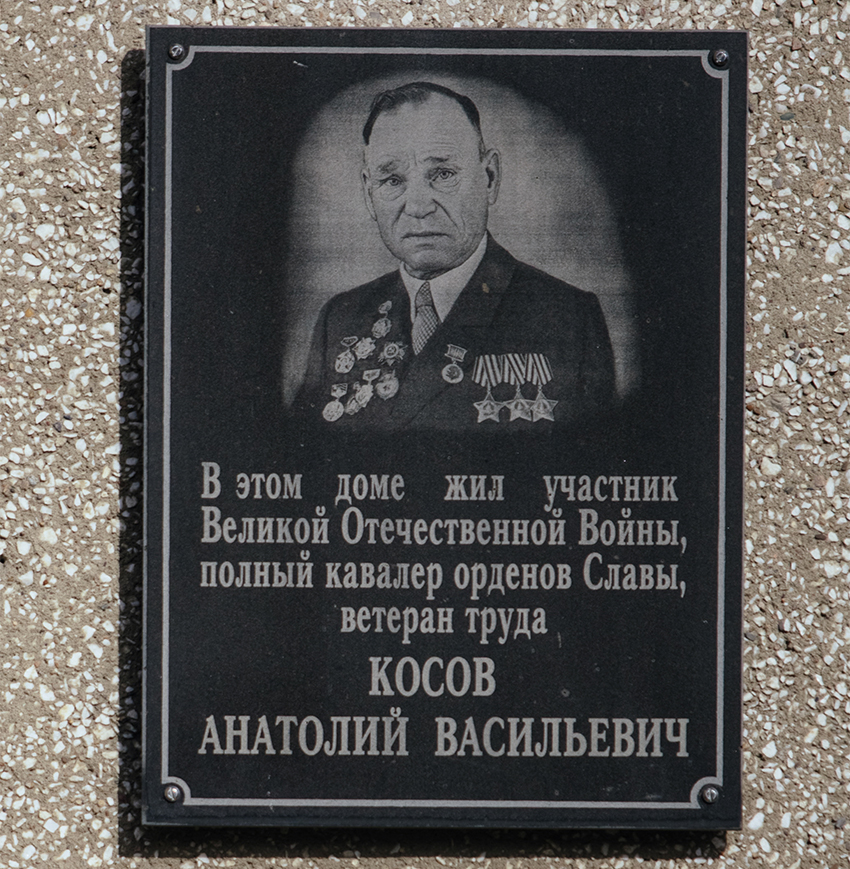 В этом доме жил участник
Великой Отечественной Войны,
полный кавалер орденов Славы,
ветеран труда
КОСОВ
АНАТОЛИЙ ВАСИЛЬЕВИЧ